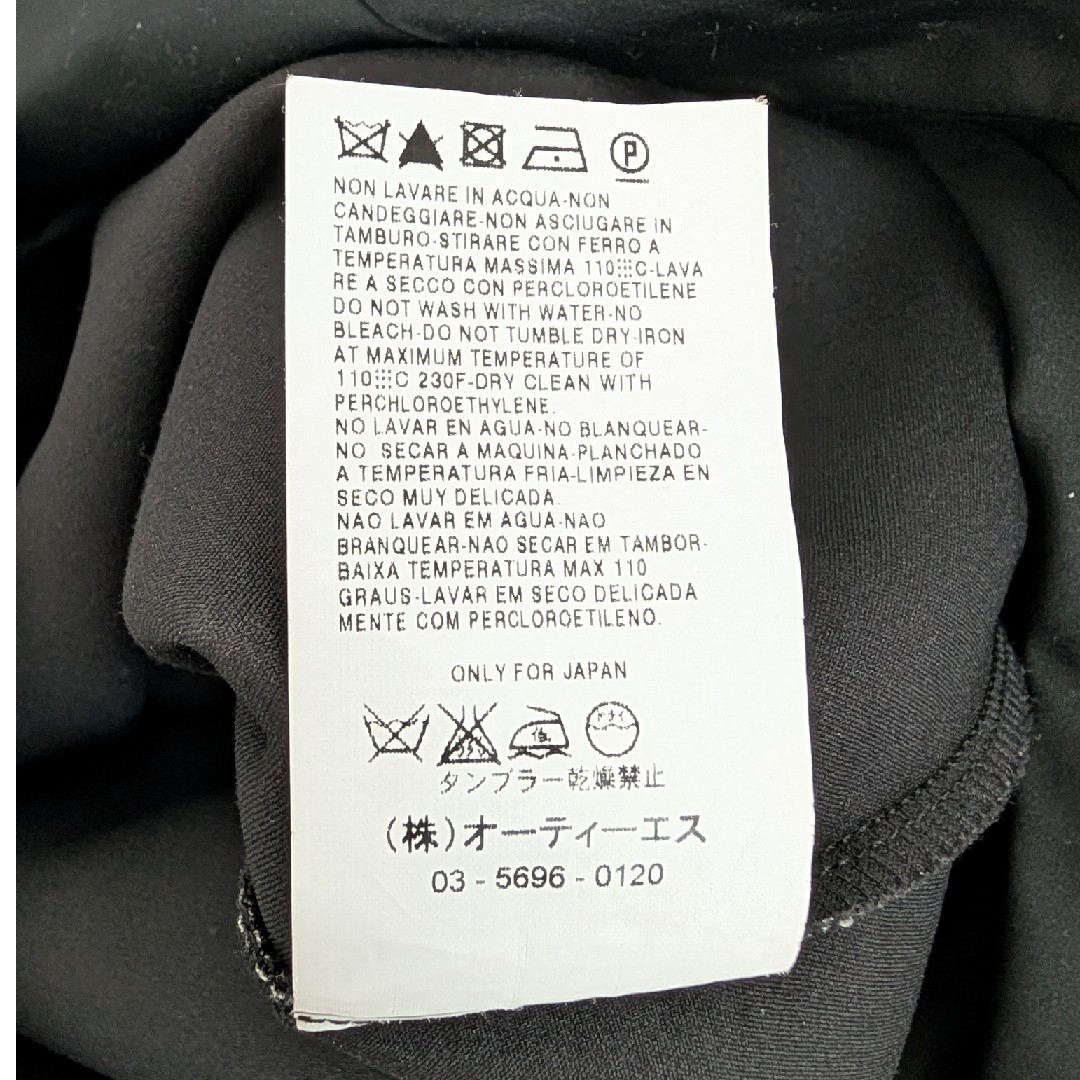 P
NON LAVARE IN ACQUA-NON
CANDEGGIARE-NON ASCIUGARE IN
TAMBURO-STIRARE CON FERRO A
TEMPERATURA MASSIMA 110 C-LAVA
RE A SECCO CON PERCLOROETILENE
DO NOT WASH WITH WATER-NO
BLEACH-DO NOT TUMBLE DRY-IRON
AT MAXIMUM TEMPERATURE OF
110 C 230F-DRY CLEAN WITH
PERCHLOROETHYLENE.
NO LAVAR EN AGUA-NO BLANQUEAR-
NO SECAR A MAQUINA-PLANCHADO
A TEMPERATURA FRIA-LIMPIEZA EN
SECO MUY DELICADA.
NAO LAVAR EM AGUA-NAO
BRANQUEAR-NAO SECAR EM TAMBOR-
BAIXA TEMPERATURA MAX 110
GRAUS-LAVAR EM SECO DELICADA
MENTE COM PERCLOROETILENO.
ONLY FOR JAPAN
低
タンブラー乾燥禁止
(株)オーティーエス
03 - 5696 - 0120